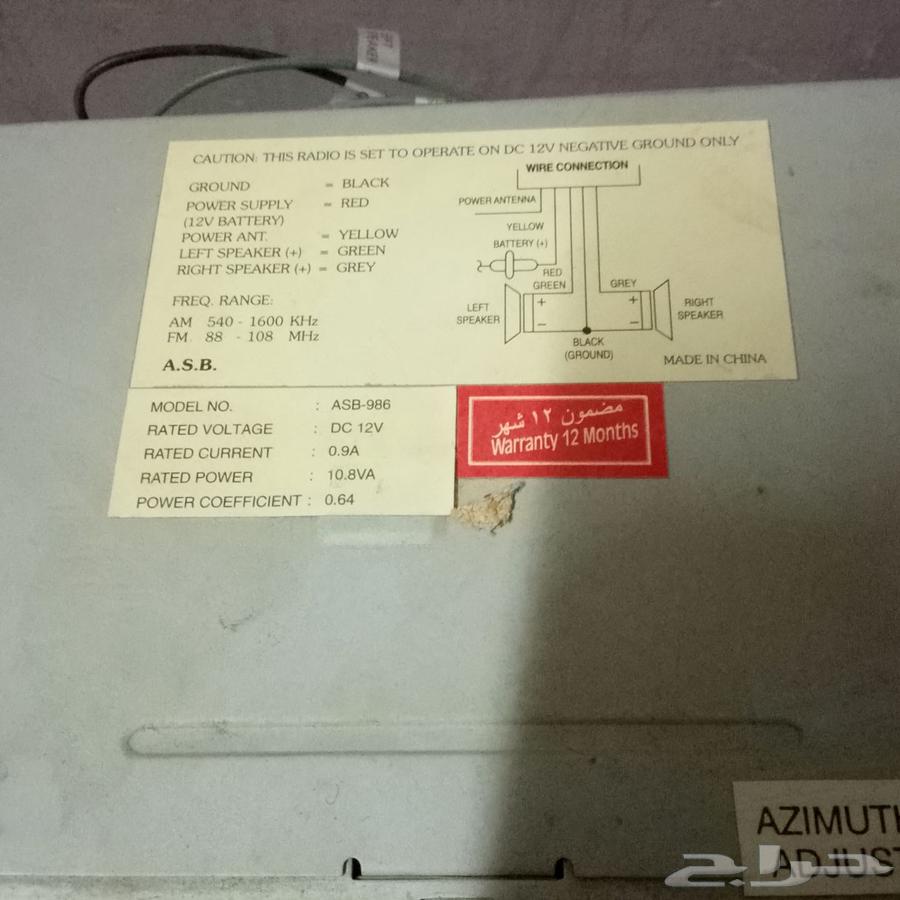 CAUTION: THIS RADIO IS SET TO OPERATE ON DC 12V NEGATIVE GROUND ONLY
GROUND = BLACK
POWER SUPPLY = RED
(12V BATTERY)
POWER ANT. = YELLOW
LEFT SPEAKER (+) = GREEN
RIGHT SPEAKER (+) = GREY
FREQ. RANGE:
AM 540 - 1600 KHz
FM 88 - 108 MHz
A.S.B.
WIRE CONNECTION
POWER ANTENNA
YELLOW
BATTERY (+)
RED
GREEN
GREY
LEFT
SPEAKER
+
+
RIGHT
SPEAKER
−
−
BLACK
(GROUND)
MADE IN CHINA
MODEL NO. : ASB-986
RATED VOLTAGE : DC 12V
RATED CURRENT : 0.9A
RATED POWER : 10.8VA
POWER COEFFICIENT : 0.64
مضمون ١٢ شهر
Warranty 12 Months
AZIMUTH
ADJUST
حراج